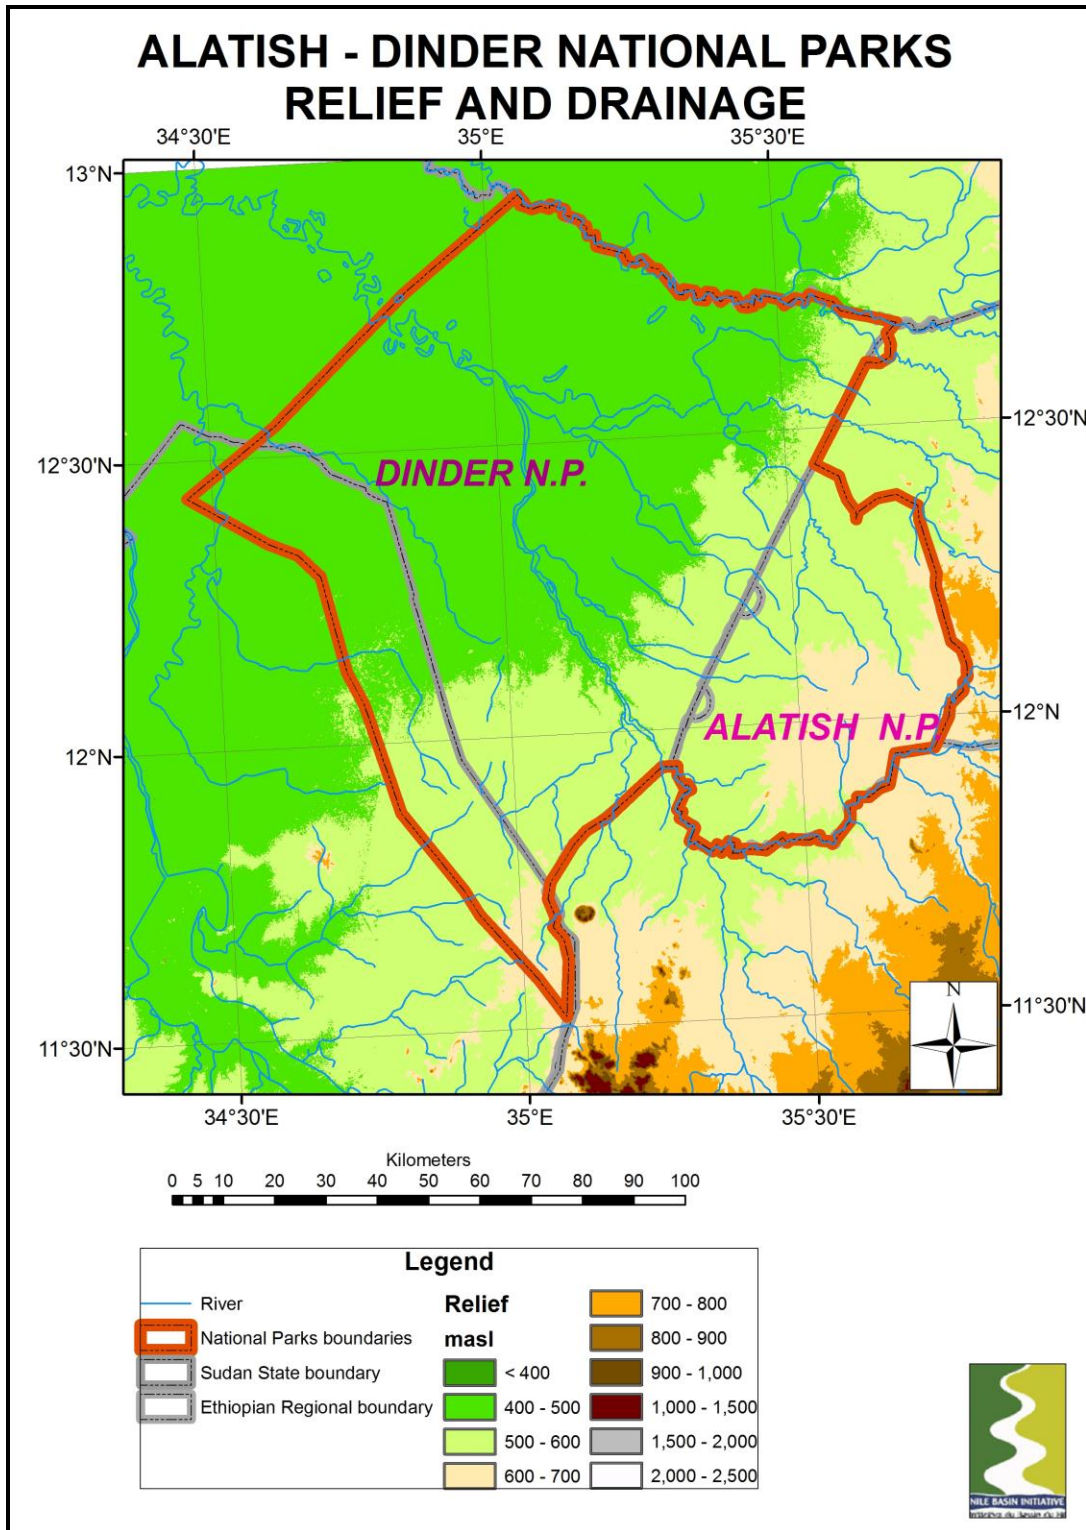 ALATISH - DINDER NATIONAL PARKS
RELIEF AND DRAINAGE
34°30'E 35°E 35°30'E
13°N
12°30'N
12°30'N
DINDER N.P.
12°N
ALATISH N.P
12°N
11°30'N
N
11°30'N
34°30'E 35°E 35°30'E
Kilometers
0 5 10 20 30 40 50 60 70 80 90 100
Legend
River
National Parks boundaries
Sudan State boundary
Ethiopian Regional boundary
Relief
masl
< 400
400 - 500
500 - 600
600 - 700
700 - 800
800 - 900
900 - 1,000
1,000 - 1,500
1,500 - 2,000
2,000 - 2,500
NILE BASIN INITIATIVE